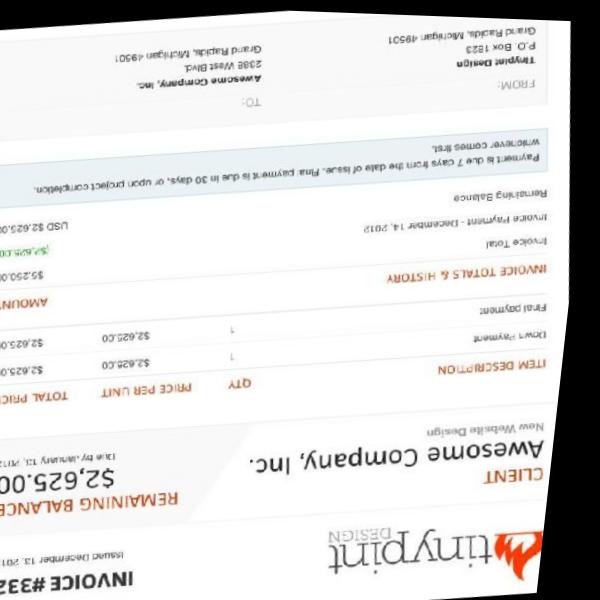 tinypint
DESIGN
INVOICE #332
Issued December 13, 201
CLIENT
Awesome Company, Inc.
New Website Design
REMAINING BALANCE
$2,625.00
Due by January 13, 201
ITEM DESCRIPTION QTY PRICE PER UNIT TOTAL PRIC
Down Payment 1 $2,625.00 $2,625.0
Final payment 1 $2,625.00 $2,625.0
INVOICE TOTALS & HISTORY AMOUN
Invoice Total $5,250.0
Invoice Payment - December 14, 2012 ($2,625.0
Remaining Balance USD $2,625.0
Payment is due 7 days from the date of issue. Final payment is due in 30 days, or upon project completion,
whichever comes first.
FROM:
Tinypint Design
P.O. Box 1823
Grand Rapids, Michigan 49501
TO:
Awesome Company, Inc.
2388 West Blvd.
Grand Rapids, Michigan 49501